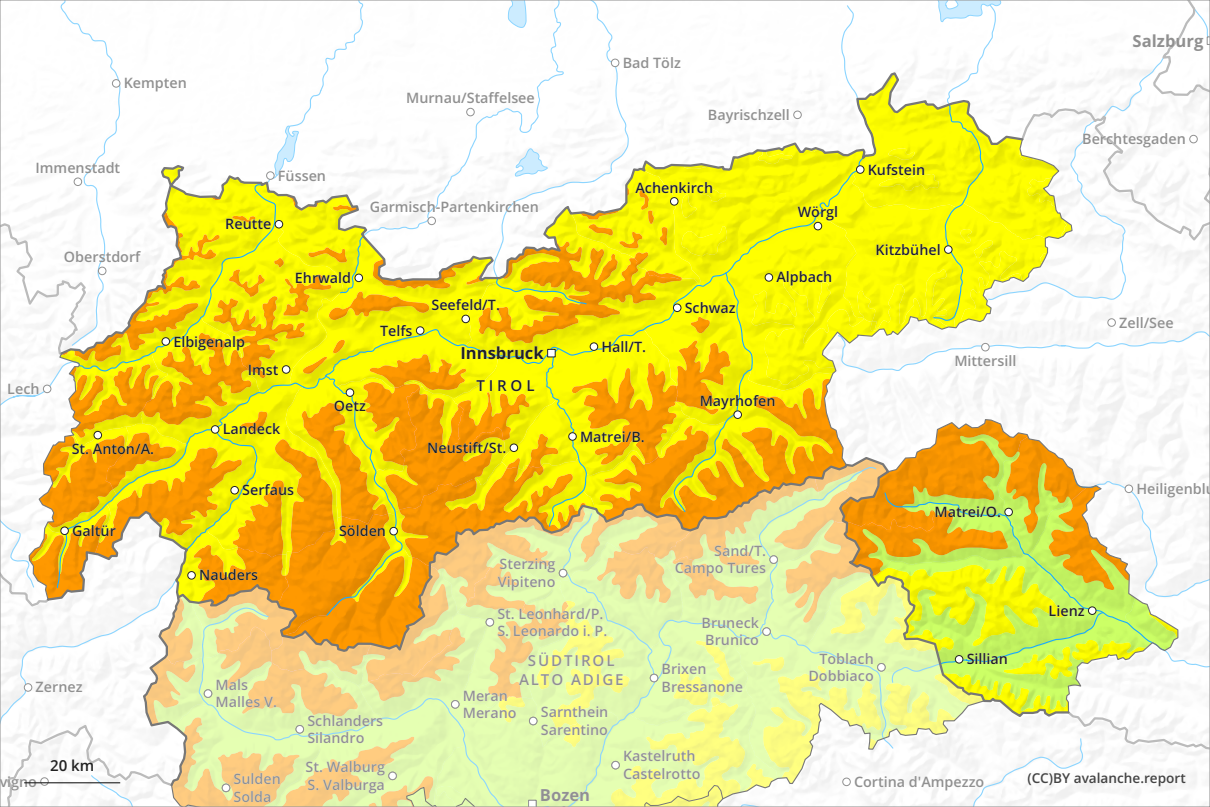 Salzburg
Bad Tölz
Kempten
Murnau/Staffelsee
Bayrischzell
Berchtesgaden
Immenstadt
Füssen
Kufstein
Achenkirch
Garmisch-Partenkirchen
Wörgl
Reutte
Kitzbühel
Oberstdorf
Ehrwald
Alpbach
Seefeld/T.
Schwaz
Zell/See
Telfs
Elbigenalp
Innsbruck
Hall/T.
Mittersill
Imst
TIROL
Lech
Oetz
Mayrhofen
Landeck
Matrei/B.
St. Anton/A.
Neustift/St.
Serfaus
Heiligenblu
Matrei/O.
Galtür
Sölden
Sand/T.
Campo Tures
Sterzing
Vipiteno
Nauders
St. Leonhard/P.
S. Leonardo i. P.
Lienz
Bruneck
Brunico
SÜDTIROL
ALTO ADIGE
Toblach
Dobbiaco
Sillian
Zernez
Mals
Malles V.
Brixen
Bressanone
Meran
Merano
Sarnthein
Sarentino
Schlanders
Silandro
Kastelruth
Castelrotto
20 km
St. Walburg
S. Valburga
vigno
Sulden
Solda
Cortina d'Ampezzo
(CC)BY avalanche.report
Bozen